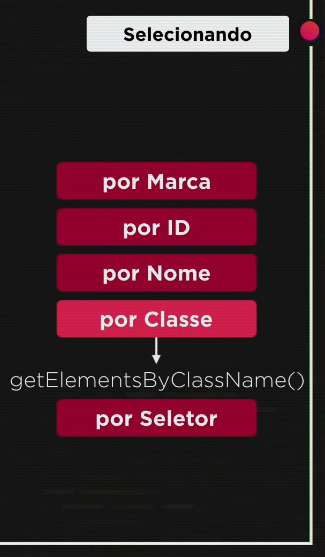 Selecionando
por Marca
por ID
por Nome
por Classe
getElementsByClassName()
por Seletor